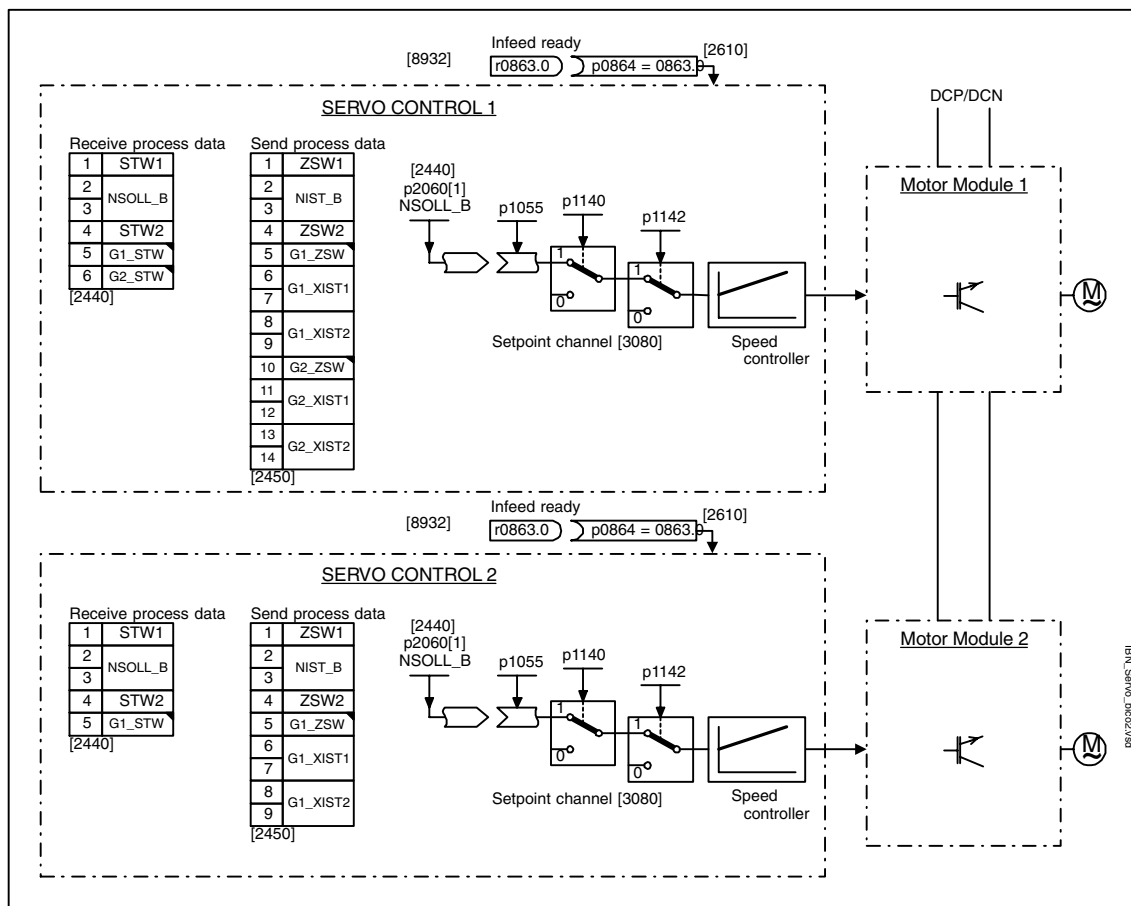 Infeed ready
[8932]
r0863.0
p0864 = 0863.0
[2610]
SERVO CONTROL 1
Receive process data
1 STW1
2
3
NSOLL_B
4 STW2
5 G1_STW
6 G2_STW
[2440]
Send process data
1 ZSW1
2
3
NIST_B
4 ZSW2
5 G1_ZSW
6
7
G1_XIST1
8
9
G1_XIST2
10 G2_ZSW
11
12
G2_XIST1
13
14
G2_XIST2
[2450]
[2440]
p2060[1]
NSOLL_B
p1055
p1140
1
0
p1142
1
0
Setpoint channel [3080]
Speed
controller
DCP/DCN
Motor Module 1
M
~
Infeed ready
[8932]
r0863.0
p0864 = 0863.0
[2610]
SERVO CONTROL 2
Receive process data
1 STW1
2
3
NSOLL_B
4 STW2
5 G1_STW
[2440]
Send process data
1 ZSW1
2
3
NIST_B
4 ZSW2
5 G1_ZSW
6
7
G1_XIST1
8
9
G1_XIST2
[2450]
[2440]
p2060[1]
NSOLL_B
p1055
p1140
1
0
p1142
1
0
Setpoint channel [3080]
Speed
controller
Motor Module 2
M
~